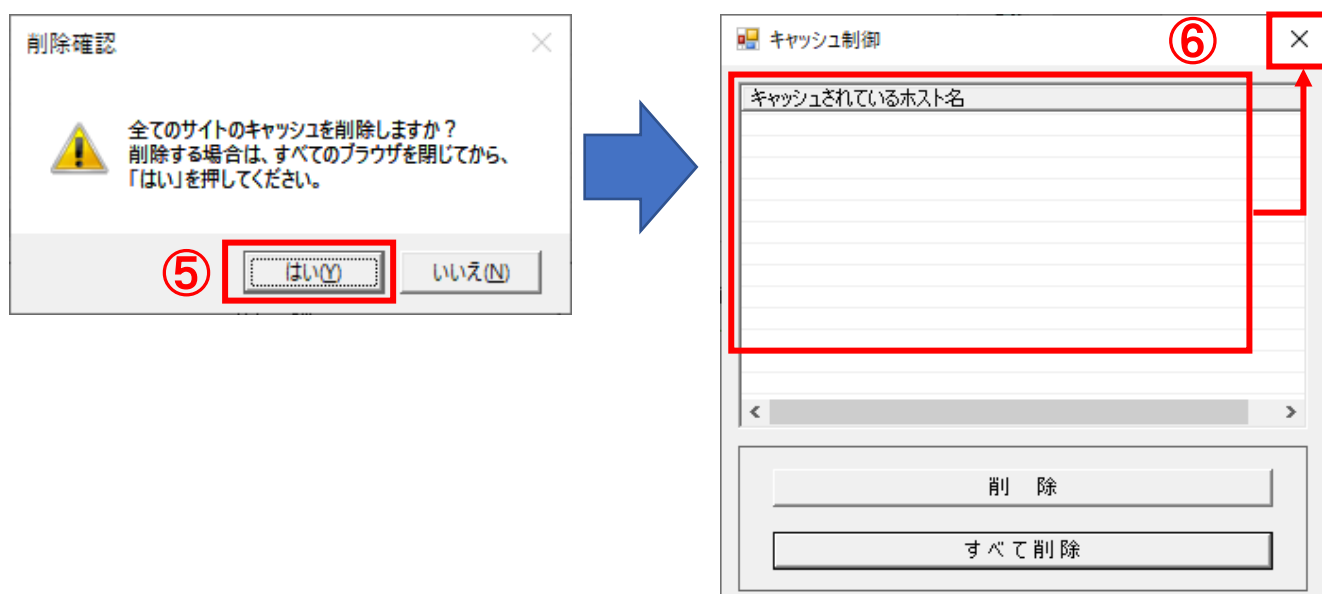 削除確認
全てのサイトのキャッシュを削除しますか？
削除する場合は、すべてのブラウザを閉じてから、
「はい」を押してください。
⑤
はい(Y)
いいえ(N)
キャッシュ制御
⑥
キャッシュされているホスト名
削　除
すべて削除